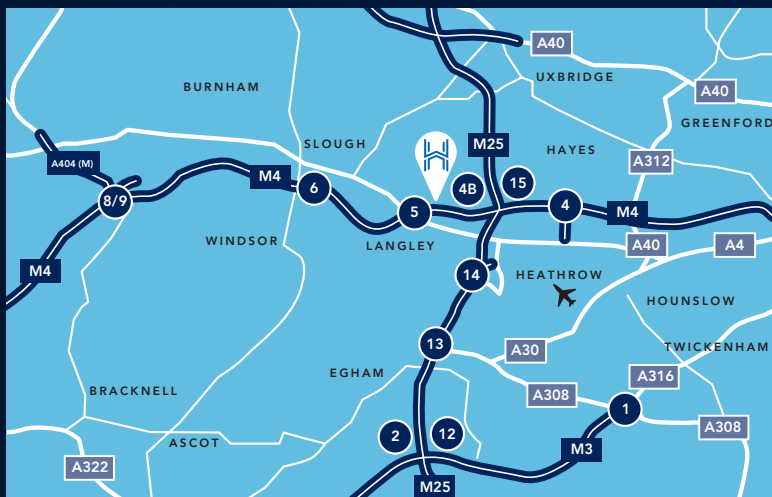 A40
UXBRIDGE
BURNHAM
A40
GREENFORD
SLOUGH
M25
HAYES
A312
A404 (M)
M4
6
4B
15
8/9
5
4
M4
WINDSOR
LANGLEY
A40
A4
M4
14
HEATHROW
HOUNSLOW
13
A30
TWICKENHAM
EGHAM
A316
BRACKNELL
A308
1
A308
ASCOT
2
12
M3
A322
M25